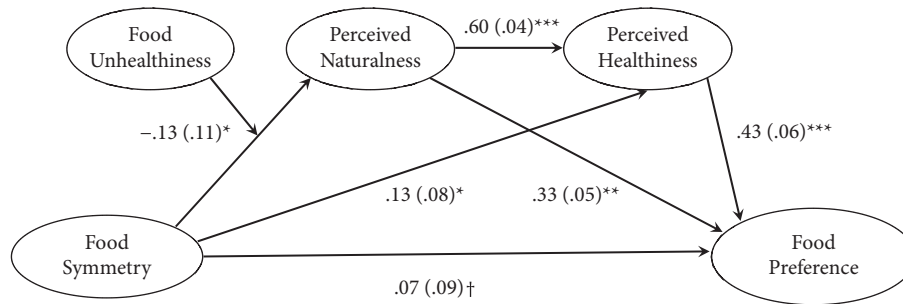 Food
Unhealthiness
Perceived
Naturalness
.60 (.04)***
Perceived
Healthiness
−.13 (.11)*
.43 (.06)***
.13 (.08)*
.33 (.05)**
Food
Symmetry
Food
Preference
.07 (.09)†